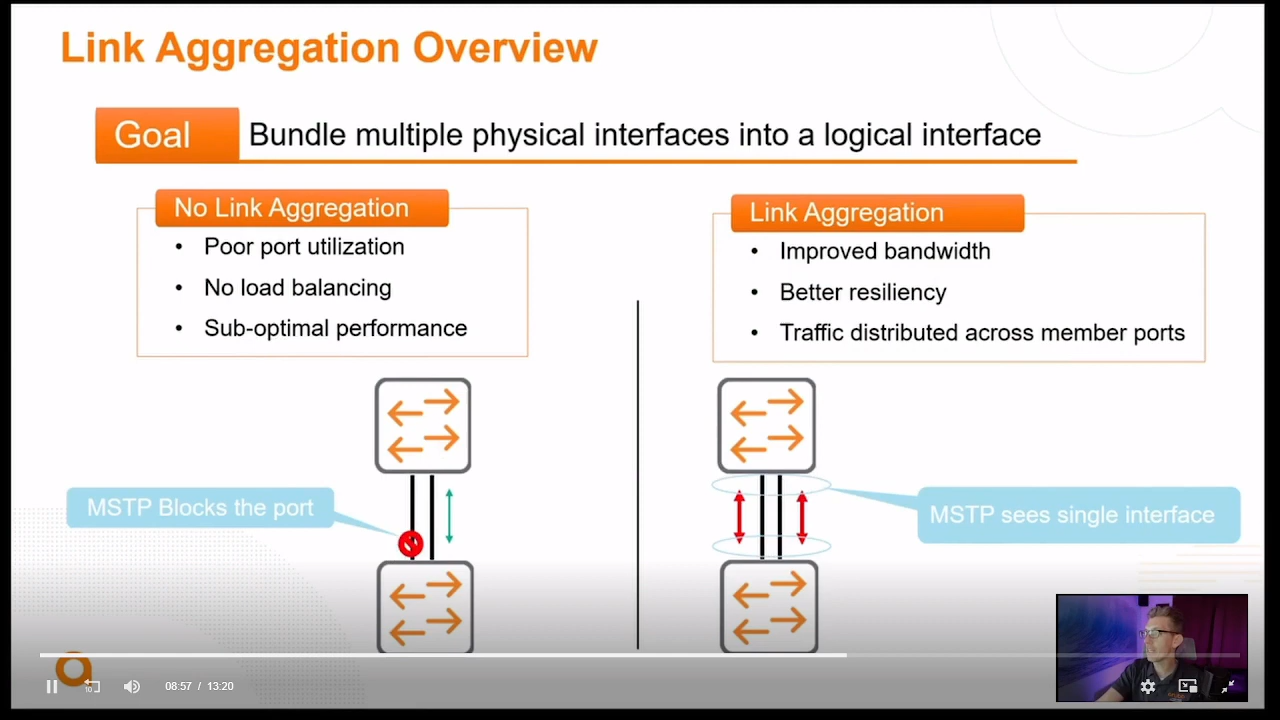 Link Aggregation Overview
Goal
Bundle multiple physical interfaces into a logical interface
No Link Aggregation
• Poor port utilization
• No load balancing
• Sub-optimal performance
Link Aggregation
• Improved bandwidth
• Better resiliency
• Traffic distributed across member ports
MSTP Blocks the port
MSTP sees single interface
10
08:57 / 13:20